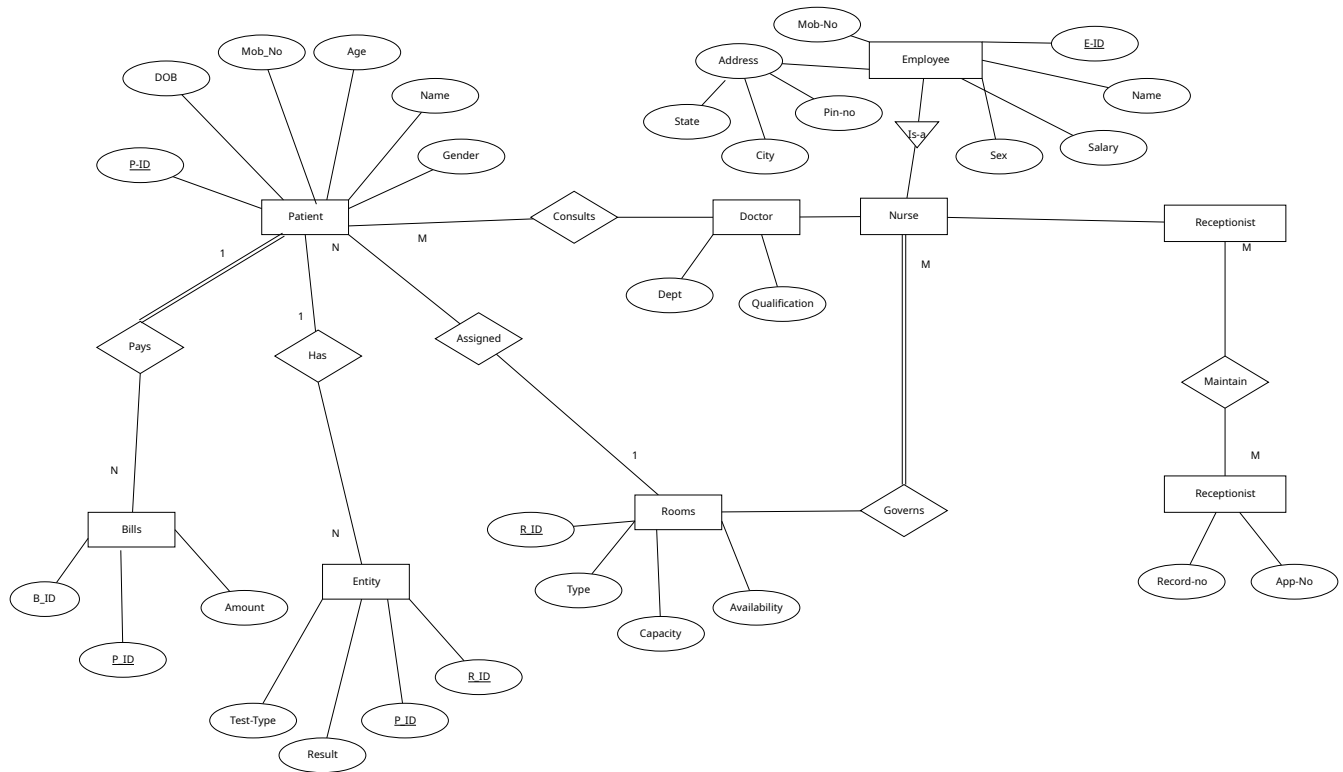 Mob-No
E-ID
Mob_No
Age
Address
Employee
DOB
Name
Name
Pin-no
State
Is-a
Salary
City
Sex
Gender
P-ID
Patient
Consults
Doctor
Nurse
Receptionist
M
N
M
1
M
Dept
Qualification
1
Pays
Has
Assigned
Maintain
1
M
N
Receptionist
Rooms
Governs
R_ID
Bills
N
Entity
Record-no
App-No
Type
B_ID
Amount
Availability
Capacity
P_ID
R_ID
Test-Type
P_ID
Result